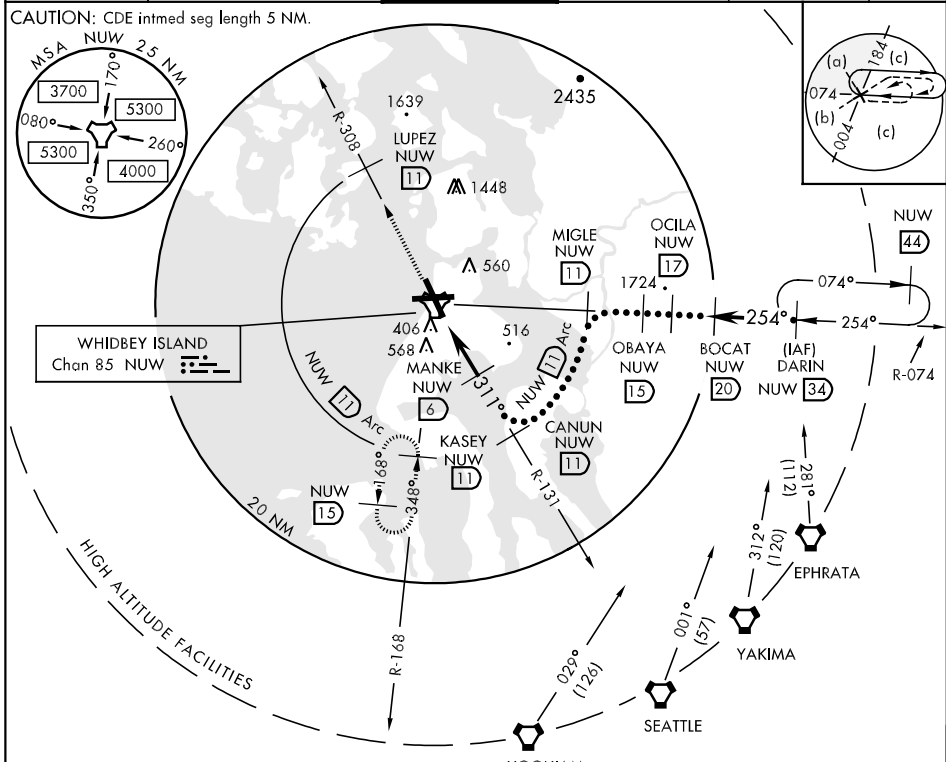 CAUTION: CDE intmed seg length 5 NM.
MSA NUW 25 NM
170°
3700
5300
080°
260°
5300
4000
350°
R-308
1639
LUPEZ
NUW
11
2435
1448
184
(a)
(c)
074
(b)
004
(c)
NUW
44
MIGLE
NUW
11
OCILA
NUW
17
1724
560
074°
254°
254°
R-074
WHIDBEY ISLAND
Chan 85 NUW
406
568
516
MANKE
NUW
6
311°
NUW 11 Arc
OBAYA
NUW
15
BOCAT
NUW
20
(IAF)
DARIN
NUW 34
NUW 11 Arc
KASEY
NUW
11
CANUN
NUW
11
168°
348°
NUW
15
R-131
20 NM
281°
(112)
EPHRATA
312°
(120)
YAKIMA
001°
(57)
SEATTLE
029°
(126)
R-168
HIGH ALTITUDE FACILITIES